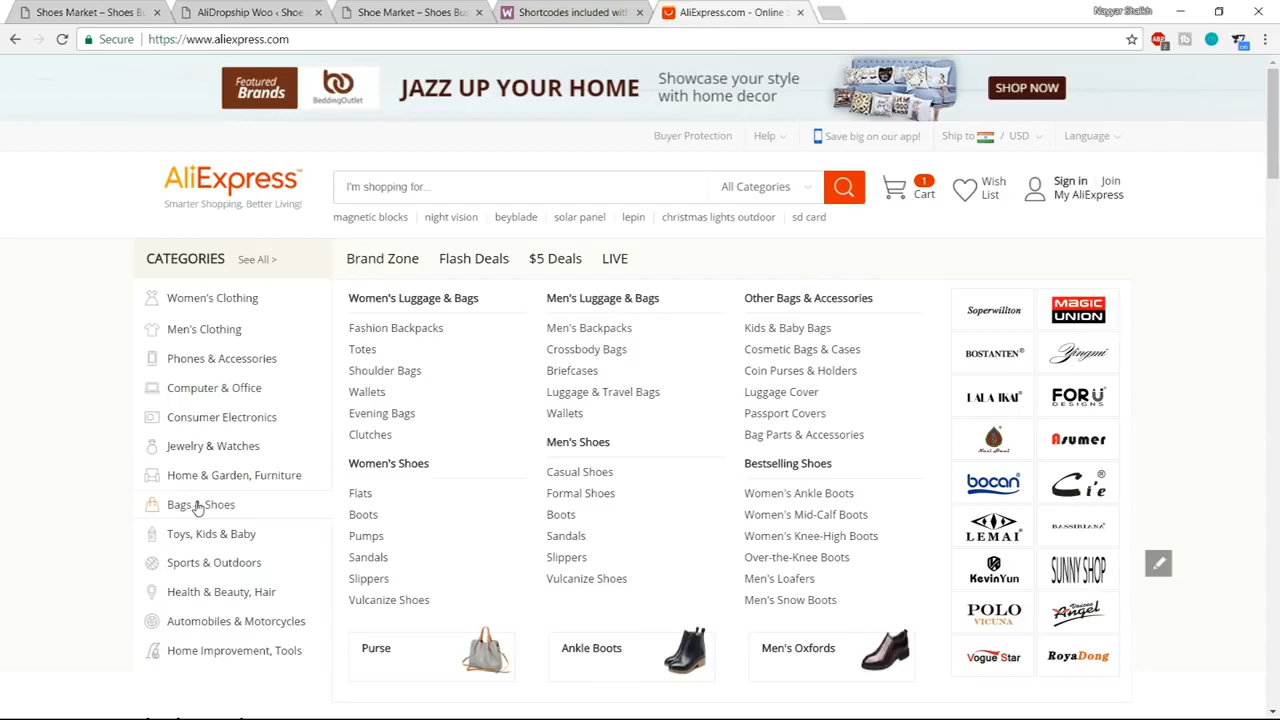 Shoes Market – Shoes Bu
AliDropship Woo ‹ Shoe
Shoe Market – Shoes Bu
Shortcodes included with
AliExpress.com - Online S
Nayyar Shaikh
Secure
https://www.aliexpress.com
Featured Brands
BeddingOutlet
JAZZ UP YOUR HOME
Showcase your style
with home decor
SHOP NOW
Buyer Protection
Help
Save big on our app!
Ship to / USD
Language
AliExpress™
Smarter Shopping, Better Living!
I'm shopping for...
All Categories
1
Cart
Wish
List
Sign in
Join
My AliExpress
magnetic blocks
night vision
beyblade
solar panel
lepin
christmas lights outdoor
sd card
CATEGORIES
See All >
Brand Zone
Flash Deals
$5 Deals
LIVE
Women's Clothing
Men's Clothing
Phones & Accessories
Computer & Office
Consumer Electronics
Jewelry & Watches
Home & Garden, Furniture
Bags & Shoes
Toys, Kids & Baby
Sports & Outdoors
Health & Beauty, Hair
Automobiles & Motorcycles
Home Improvement, Tools
Women's Luggage & Bags
Fashion Backpacks
Totes
Shoulder Bags
Wallets
Evening Bags
Clutches
Women's Shoes
Flats
Boots
Pumps
Sandals
Slippers
Vulcanize Shoes
Men's Luggage & Bags
Men's Backpacks
Crossbody Bags
Briefcases
Luggage & Travel Bags
Wallets
Men's Shoes
Casual Shoes
Formal Shoes
Boots
Sandals
Slippers
Vulcanize Shoes
Other Bags & Accessories
Kids & Baby Bags
Cosmetic Bags & Cases
Coin Purses & Holders
Luggage Cover
Passport Covers
Bag Parts & Accessories
Bestselling Shoes
Women's Ankle Boots
Women's Mid-Calf Boots
Women's Knee-High Boots
Over-the-Knee Boots
Men's Loafers
Men's Snow Boots
Purse
Ankle Boots
Men's Oxfords
Soperwillton
MAGIC UNION
BOSTANTEN®
Yingmi
LALA IKAI®
FOR U DESIGNS
Asumer
bocan®
C i'e®
LEMAI®
BASSIRIANA®
KevinYun
SUNNY SHOP
POLO
VICUNA
Voices
Angel
Vogue Star
RoyaDong